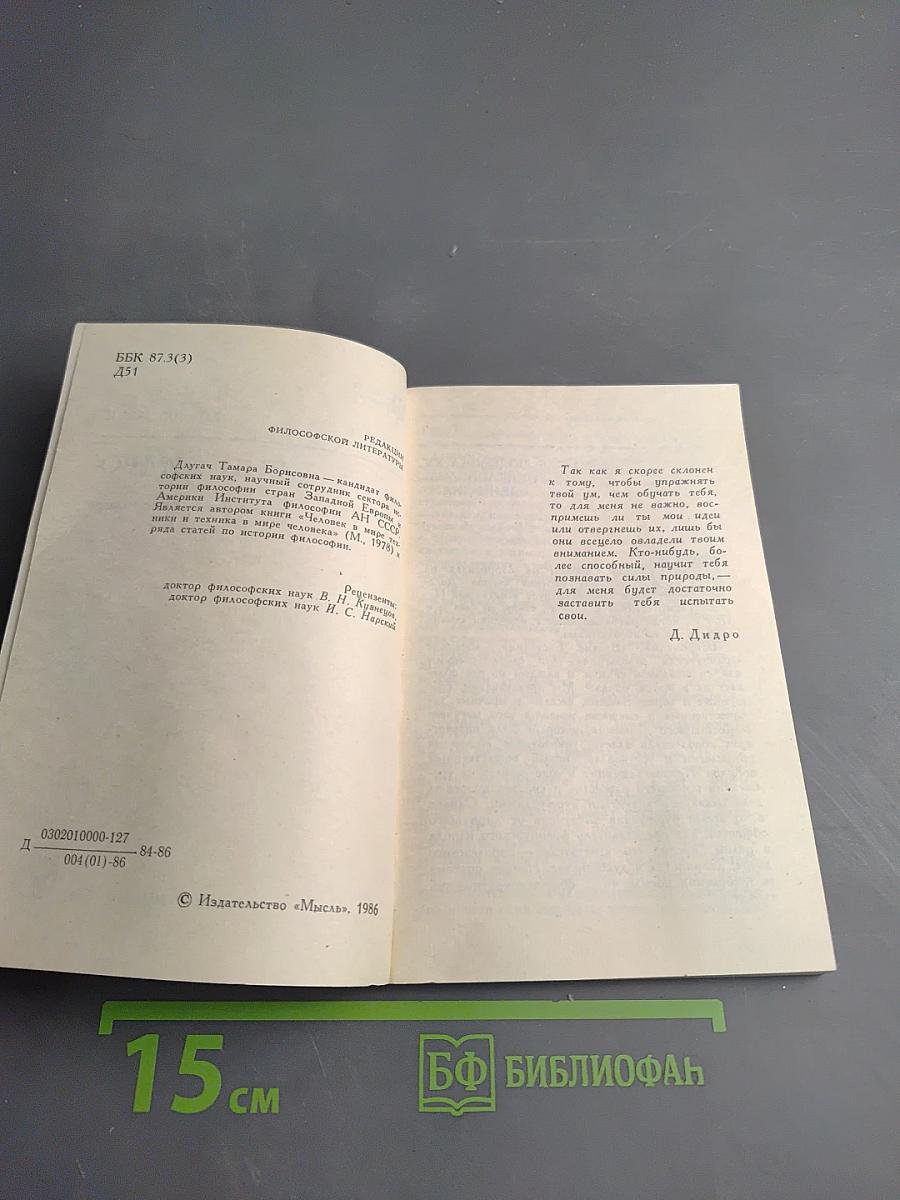 ББК 87.3(3)
Д51
РЕДАКЦИИ
ФИЛОСОФСКОЙ ЛИТЕРАТУРЫ
Длугач Тамара Борисовна — кандидат фило-
софских наук, научный сотрудник сектора ис-
тории философии стран Западной Европы и
Америки Института философии АН СССР.
Является автором книги «Человек в мире тех-
ники и техника в мире человека» (М., 1978) и
ряда статей по истории философии.
Рецензенты:
доктор философских наук В. Н. Кузнецов,
доктор философских наук И. С. Нарский
Д 0302010000-127
004(01)-86 84-86
© Издательство «Мысль», 1986
Так как я скорее склонен
к тому, чтобы упражнять
твой ум, чем обучать тебя,
то для меня не важно, вос-
примешь ли ты мои идеи
или отвергнешь их, лишь бы
они всецело овладели твоим
вниманием. Кто-нибудь, бо-
лее способный, научит тебя
познавать силы природы,—
для меня будет достаточно
заставить тебя испытать
свои.
Д. Дидро
15 см
БФ БИБЛИОФАН